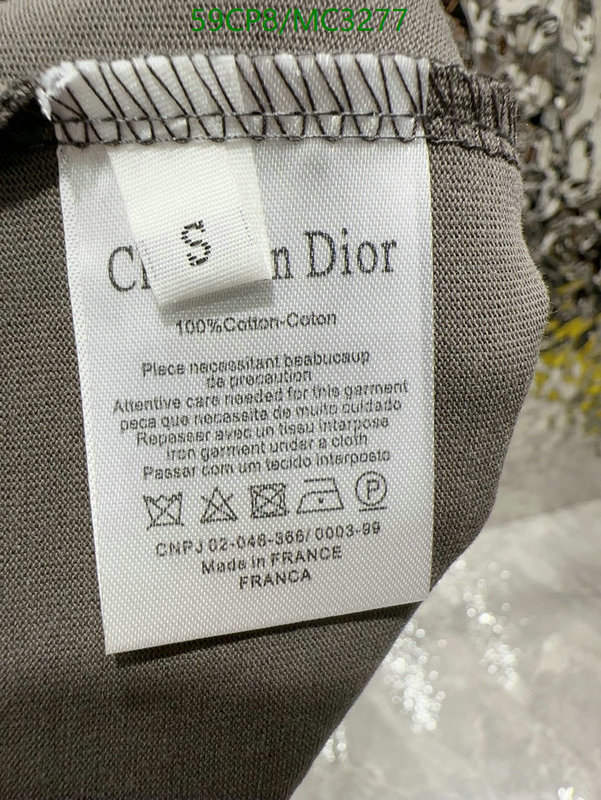 59CP8/MC3277
S
Dior
100%Cotton-Coton
Piece necessitant beabucaup
de precaution
Attentive care needed for this garment
peca que necessita de muito cuidado
Repasser avec un tissu interpose
iron garment under a cloth
Passar com um tecido interposto
P
CNPJ 02-046-366/0003-99
Made in FRANCE
FRANCA